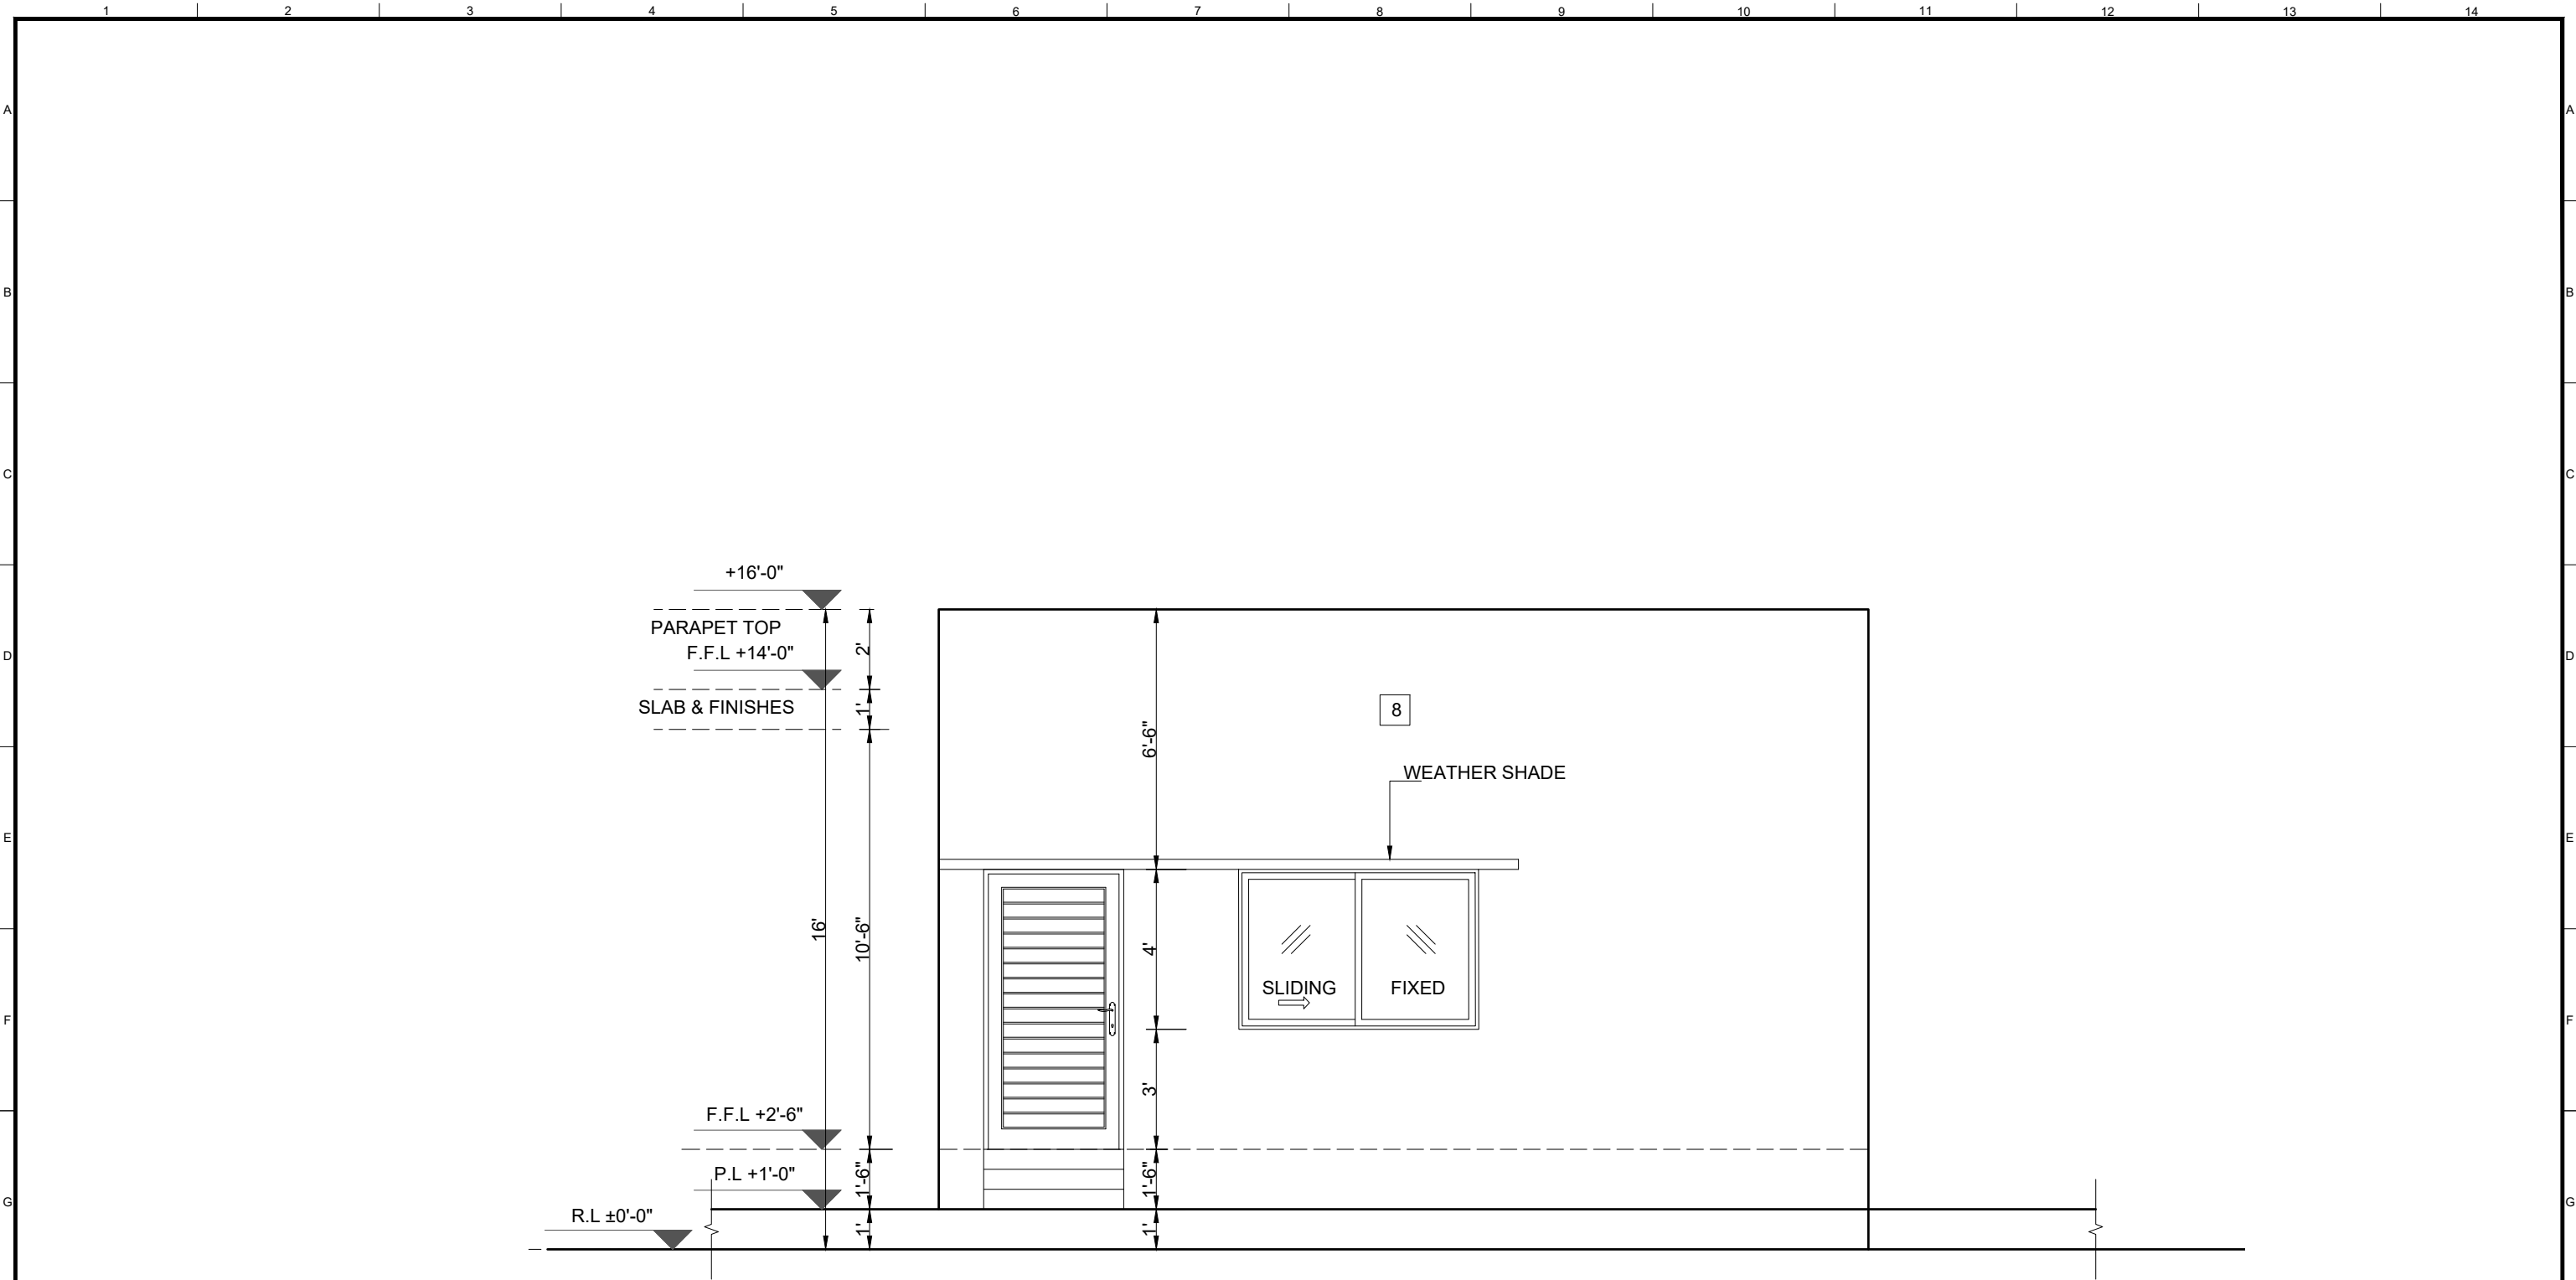 1 2 3 4 5 6 7 8 9 10 11 12 13 14
A A
B B
C C
+16'-0"
PARAPET TOP
D D
F.F.L +14'-0"
2'
SLAB & FINISHES
1'
8
6'-6"
WEATHER SHADE
E E
16'
10'-6"
4'
SLIDING FIXED
F F
3'
F.F.L +2'-6"
P.L +1'-0"
1'-6" 1'-6"
G G
R.L ±0'-0"
1' 1'